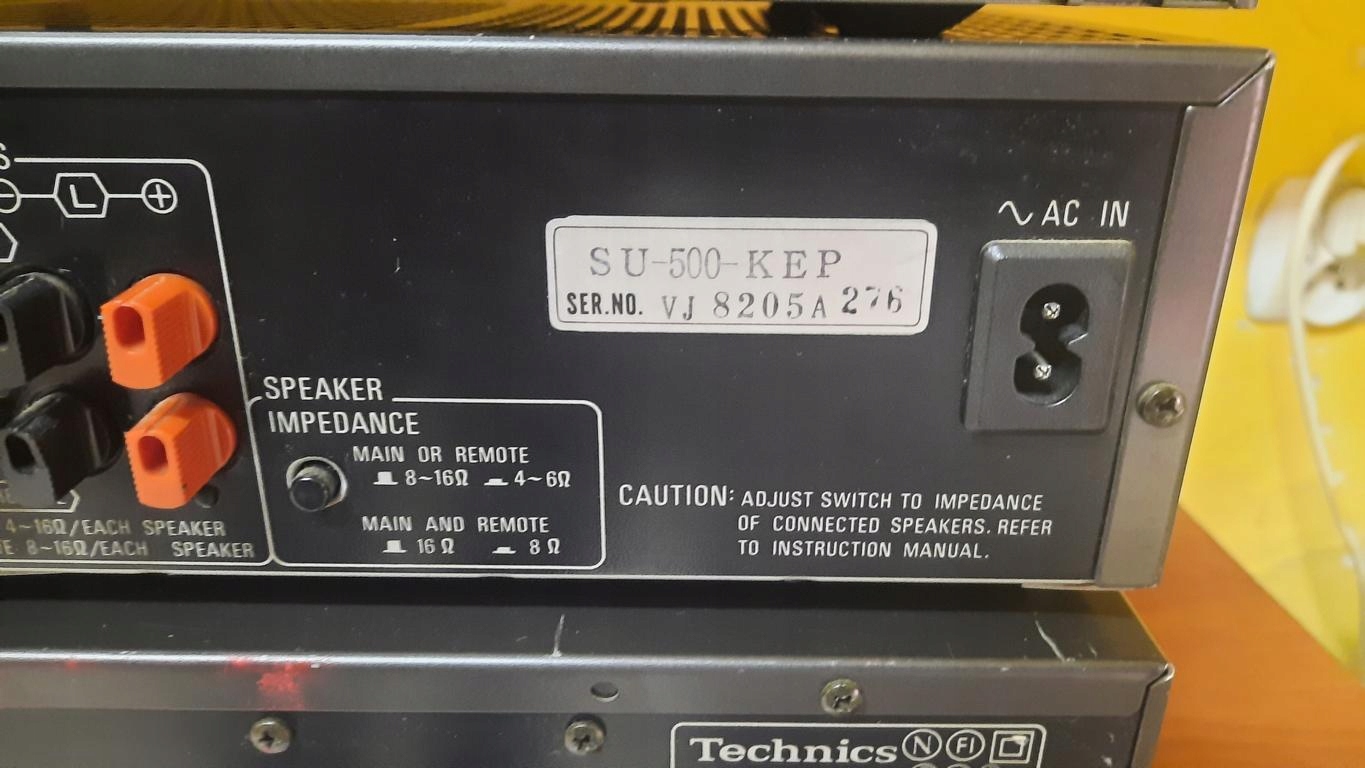 L
AC IN
SU-500-KEP
SER.NO. VJ 8205A 276
SPEAKER
IMPEDANCE
MAIN OR REMOTE
8~16Ω 4~6Ω
MAIN AND REMOTE
16Ω 8Ω
4~16Ω/EACH SPEAKER
8~16Ω/EACH SPEAKER
CAUTION: ADJUST SWITCH TO IMPEDANCE
OF CONNECTED SPEAKERS. REFER
TO INSTRUCTION MANUAL.
Technics N FI